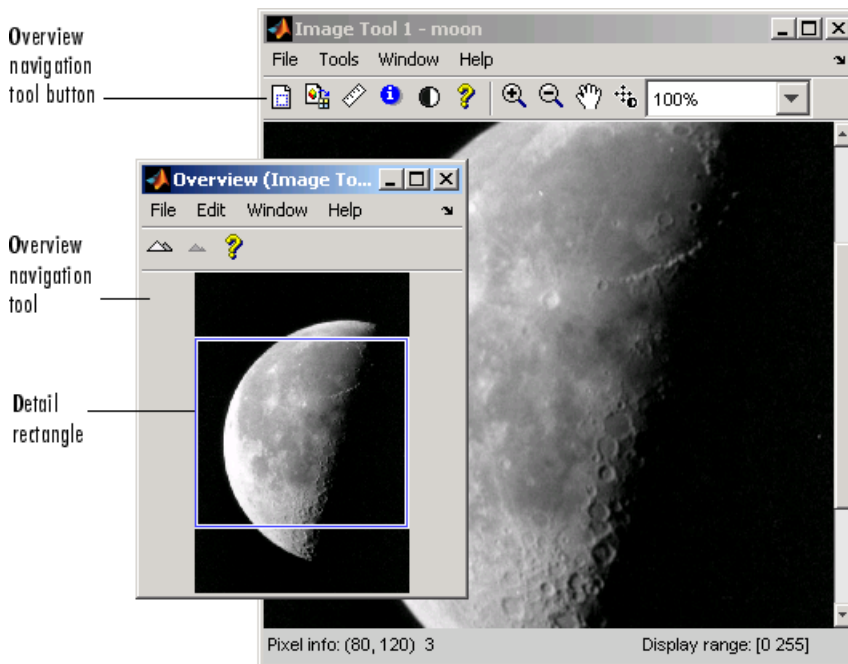 Overview
navigation
tool button
Image Tool 1 - moon
File Tools Window Help
100%
Overview (Image To...
File Edit Window Help
Overview
navigation
tool
Detail
rectangle
Pixel info: (80, 120) 3
Display range: [0 255]